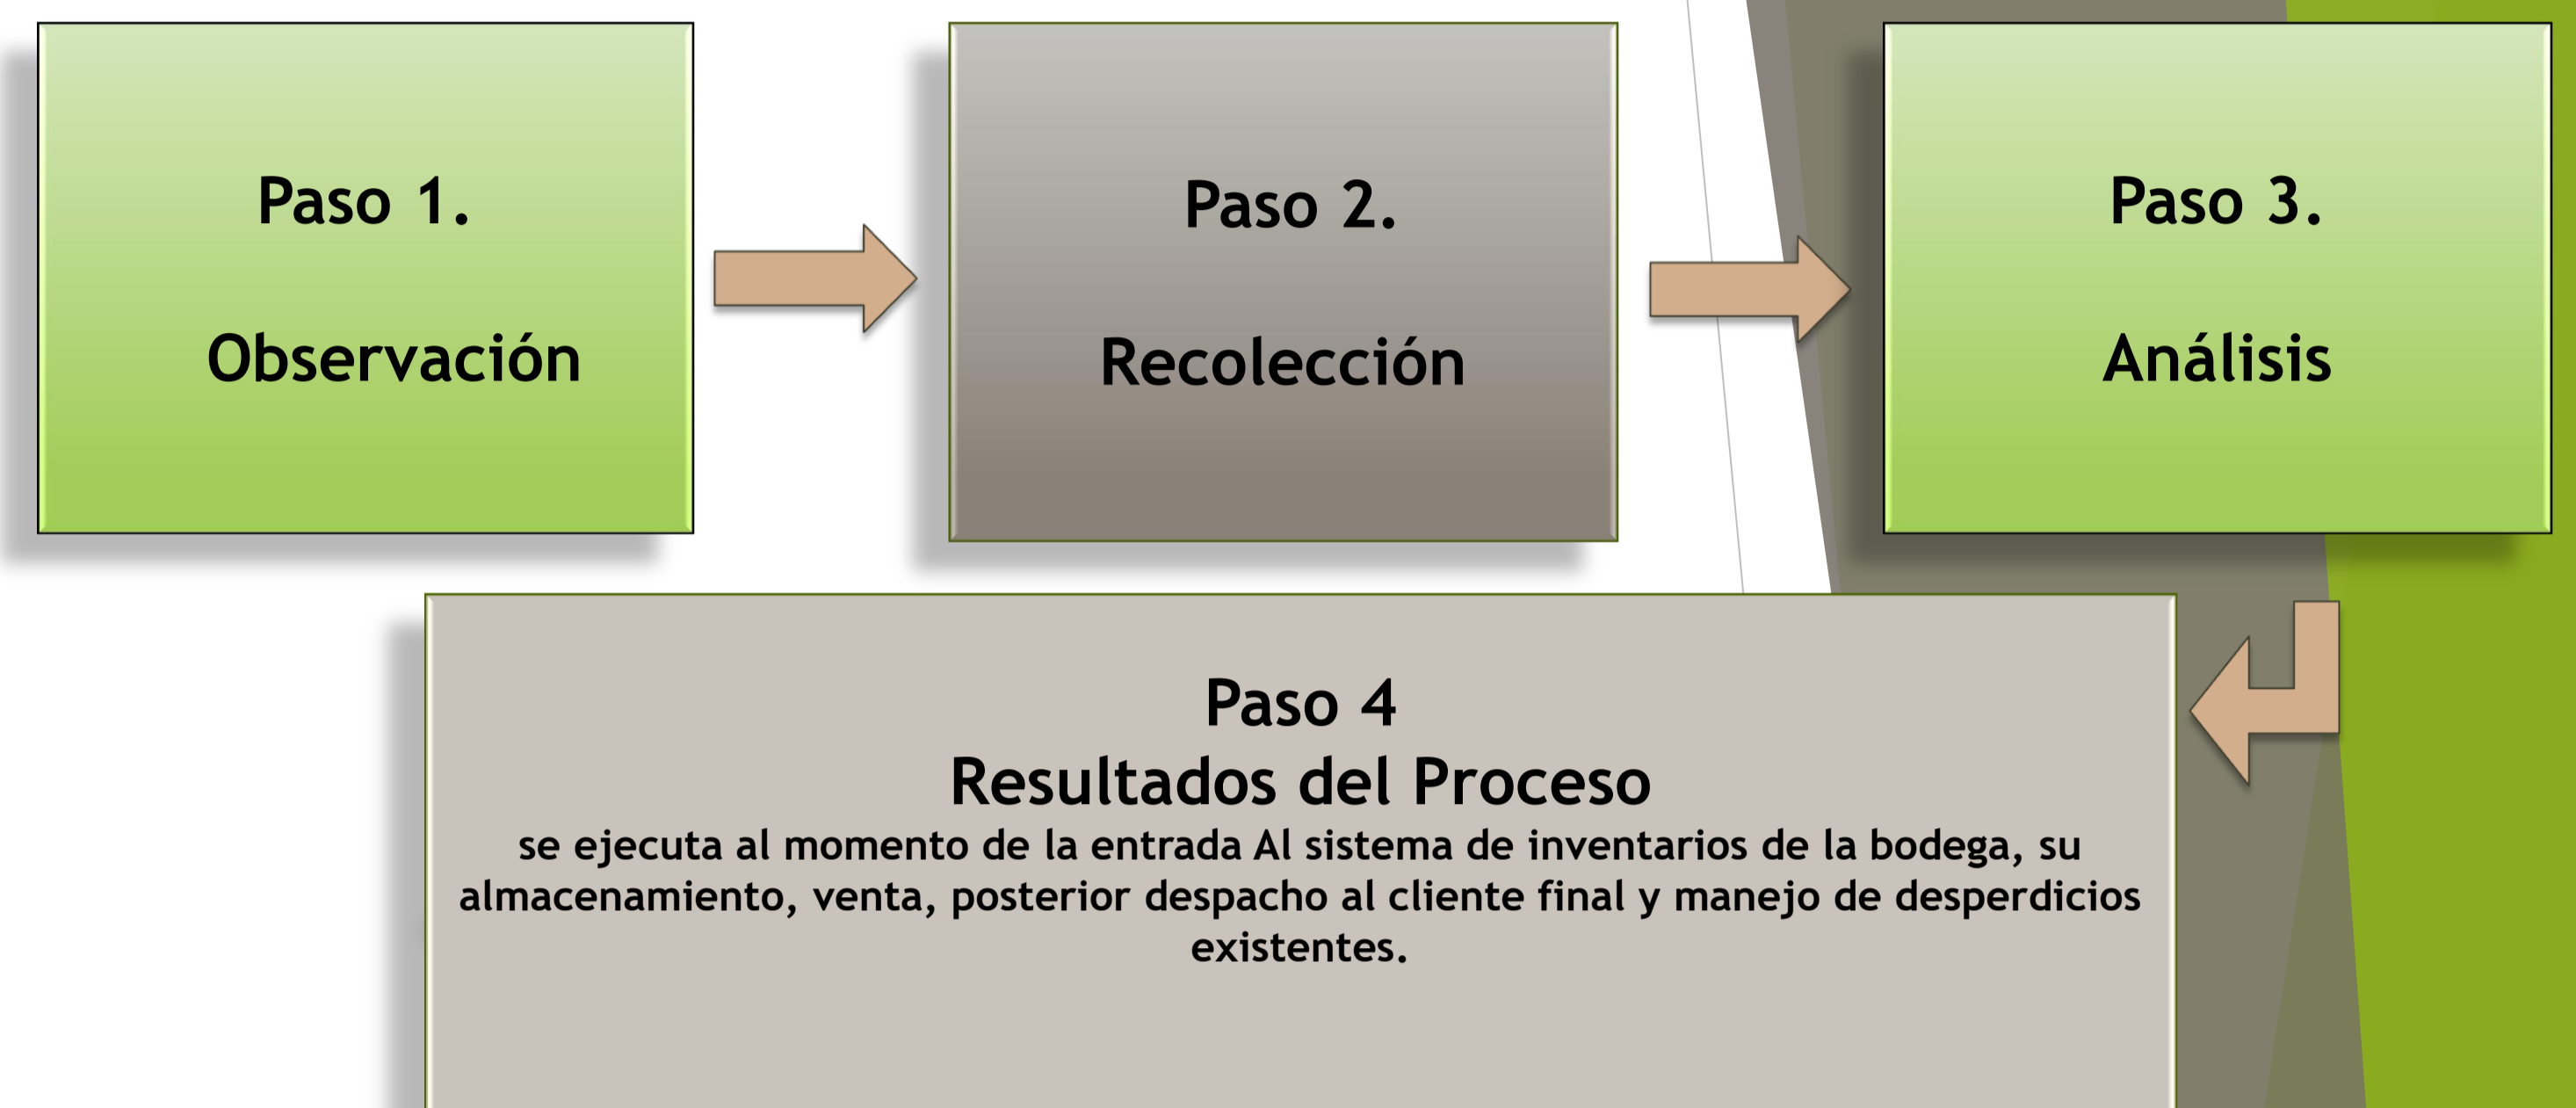 Paso 1.
Observación
Paso 2.
Recolección
Paso 3.
Análisis
Paso 4
Resultados del Proceso
se ejecuta al momento de la entrada Al sistema de inventarios de la bodega, su
almacenamiento, venta, posterior despacho al cliente final y manejo de desperdicios
existentes.